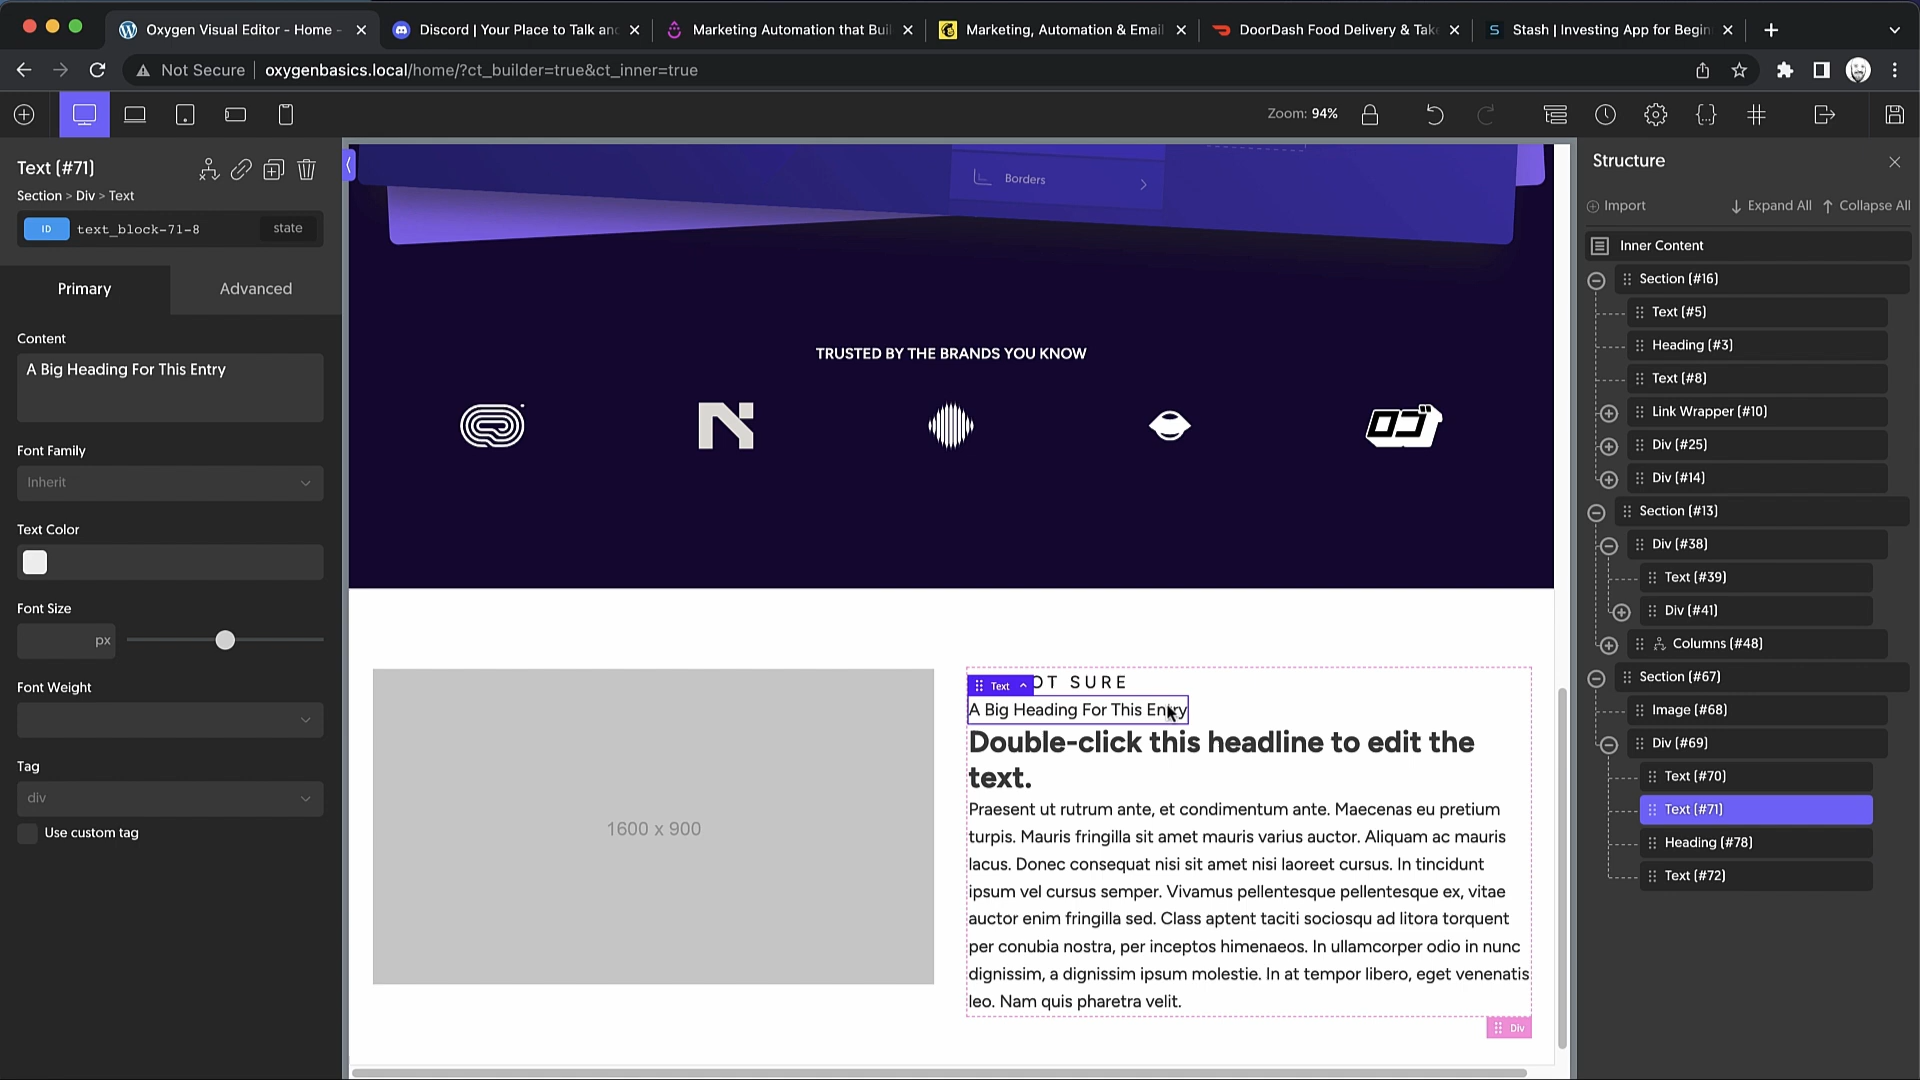 Oxygen Visual Editor - Home -
Discord | Your Place to Talk and
Marketing Automation that Buil
Marketing, Automation & Email
DoorDash Food Delivery & Take
Stash | Investing App for Begin
Not Secure
oxygenbasics.local/home/?ct_builder=true&ct_inner=true
Zoom: 94%
Text (#71)
Section > Div > Text
ID
text_block-71-8
state
Primary
Advanced
Content
A Big Heading For This Entry
Font Family
Inherit
Text Color
Font Size
px
Font Weight
Tag
div
Use custom tag
Borders
TRUSTED BY THE BRANDS YOU KNOW
1600 x 900
Text
OT SURE
A Big Heading For This Entry
Double-click this headline to edit the
text.
Praesent ut rutrum ante, et condimentum ante. Maecenas eu pretium
turpis. Mauris fringilla sit amet mauris varius auctor. Aliquam ac mauris
lacus. Donec consequat nisi sit amet nisi laoreet cursus. In tincidunt
ipsum vel cursus semper. Vivamus pellentesque pellentesque ex, vitae
auctor enim fringilla sed. Class aptent taciti sociosqu ad litora torquent
per conubia nostra, per inceptos himenaeos. In ullamcorper odio in nunc
dignissim, a dignissim ipsum molestie. In at tempor libero, eget venenatis
leo. Nam quis pharetra velit.
Div
Structure
Import
Expand All
Collapse All
Inner Content
Section (#16)
Text (#5)
Heading (#3)
Text (#8)
Link Wrapper (#10)
Div (#25)
Div (#14)
Section (#13)
Div (#38)
Text (#39)
Div (#41)
Columns (#48)
Section (#67)
Image (#68)
Div (#69)
Text (#70)
Text (#71)
Heading (#78)
Text (#72)